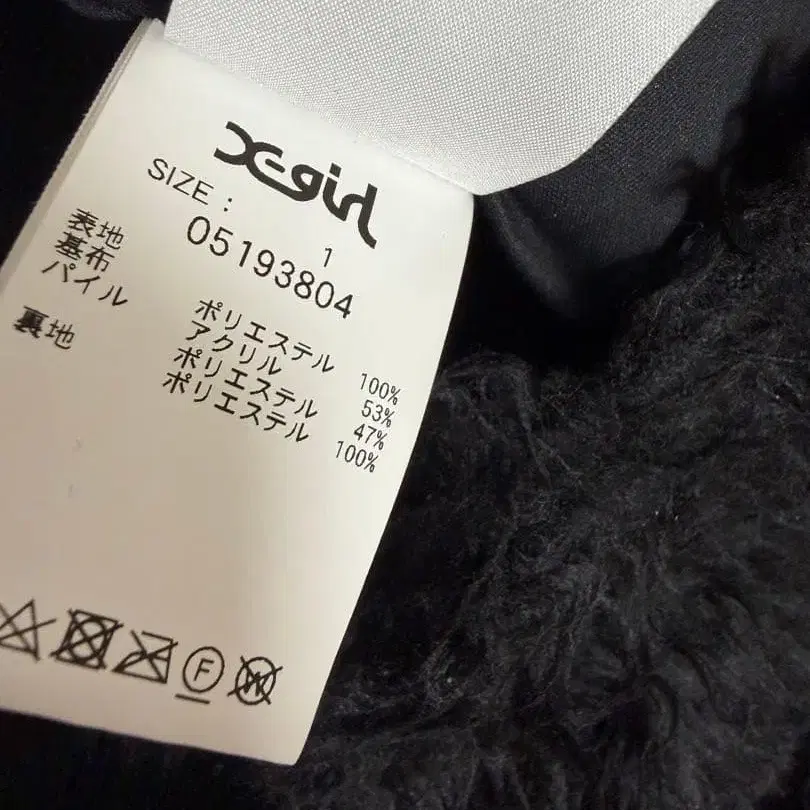 X-girl
SIZE : 1
05193804
表地
基布 ポリエステル 100%
パイル アクリル 53%
ポリエステル 47%
裏地 ポリエステル 100%
F
W